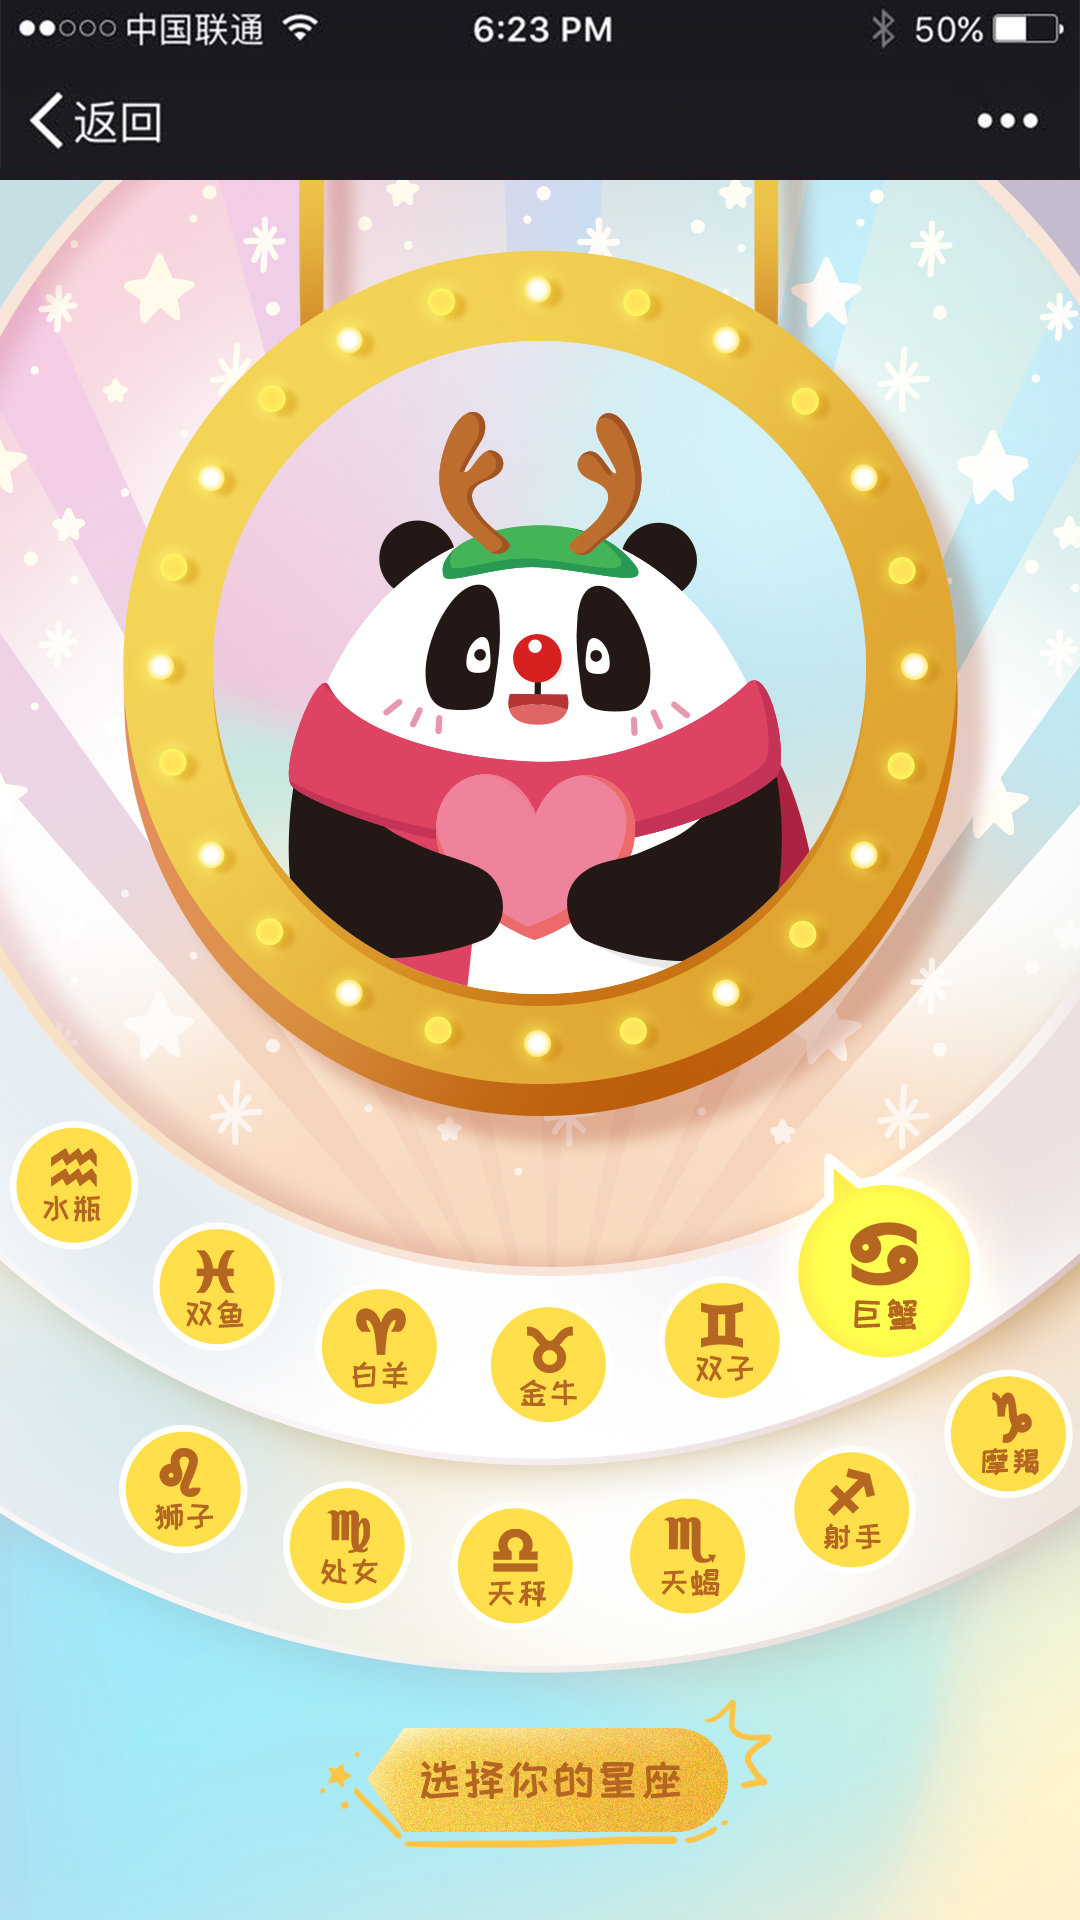 中国联通 6:23 PM 50%
返回
水瓶
双鱼
白羊
金牛
双子
巨蟹
狮子
处女
天秤
天蝎
射手
摩羯
选择你的星座